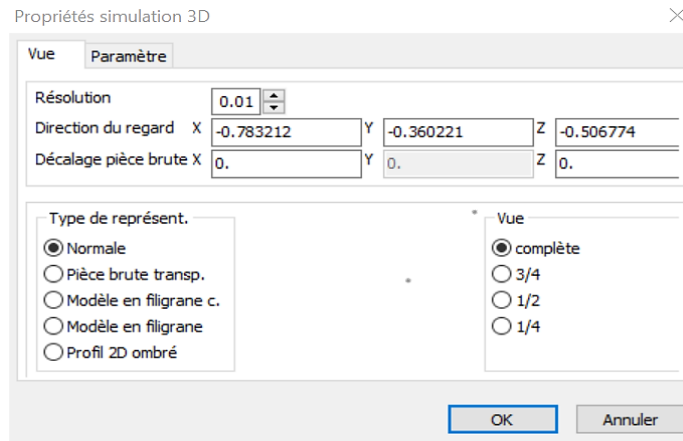 Propriétés simulation 3D
Vue Paramètre
Résolution 0.01
Direction du regard X -0.783212 Y -0.360221 Z -0.506774
Décalage pièce brute X 0. Y 0. Z 0.
Type de représent. Vue
Normale complète
Pièce brute transp. 3/4
Modèle en filigrane c. 1/2
Modèle en filigrane 1/4
Profil 2D ombré
OK Annuler